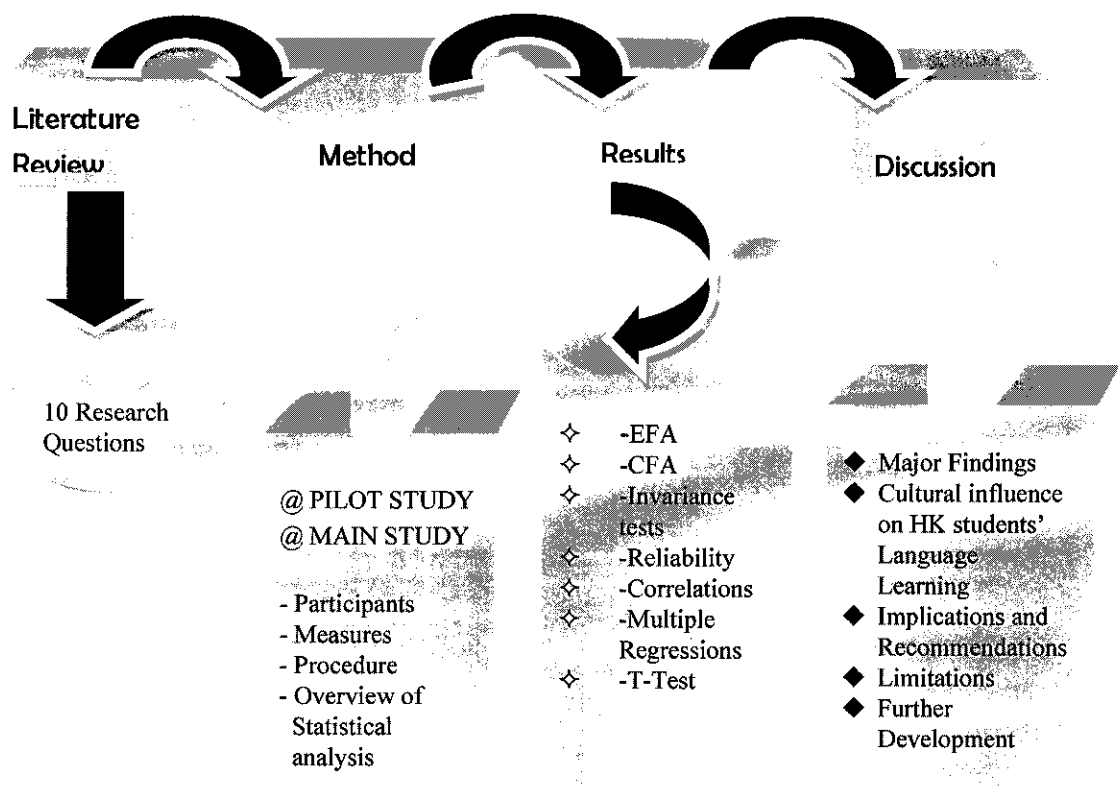 Literature
Review
Method
Results
Discussion
10 Research
Questions
@ PILOT STUDY
@ MAIN STUDY
- Participants
- Measures
- Procedure
- Overview of
Statistical
analysis
✧ -EFA
✧ -CFA
✧ -Invariance
tests
✧ -Reliability
✧ -Correlations
✧ -Multiple
Regressions
✧ -T-Test
◆ Major Findings
◆ Cultural influence
on HK students'
Language
Learning
◆ Implications and
Recommendations
◆ Limitations
◆ Further
Development